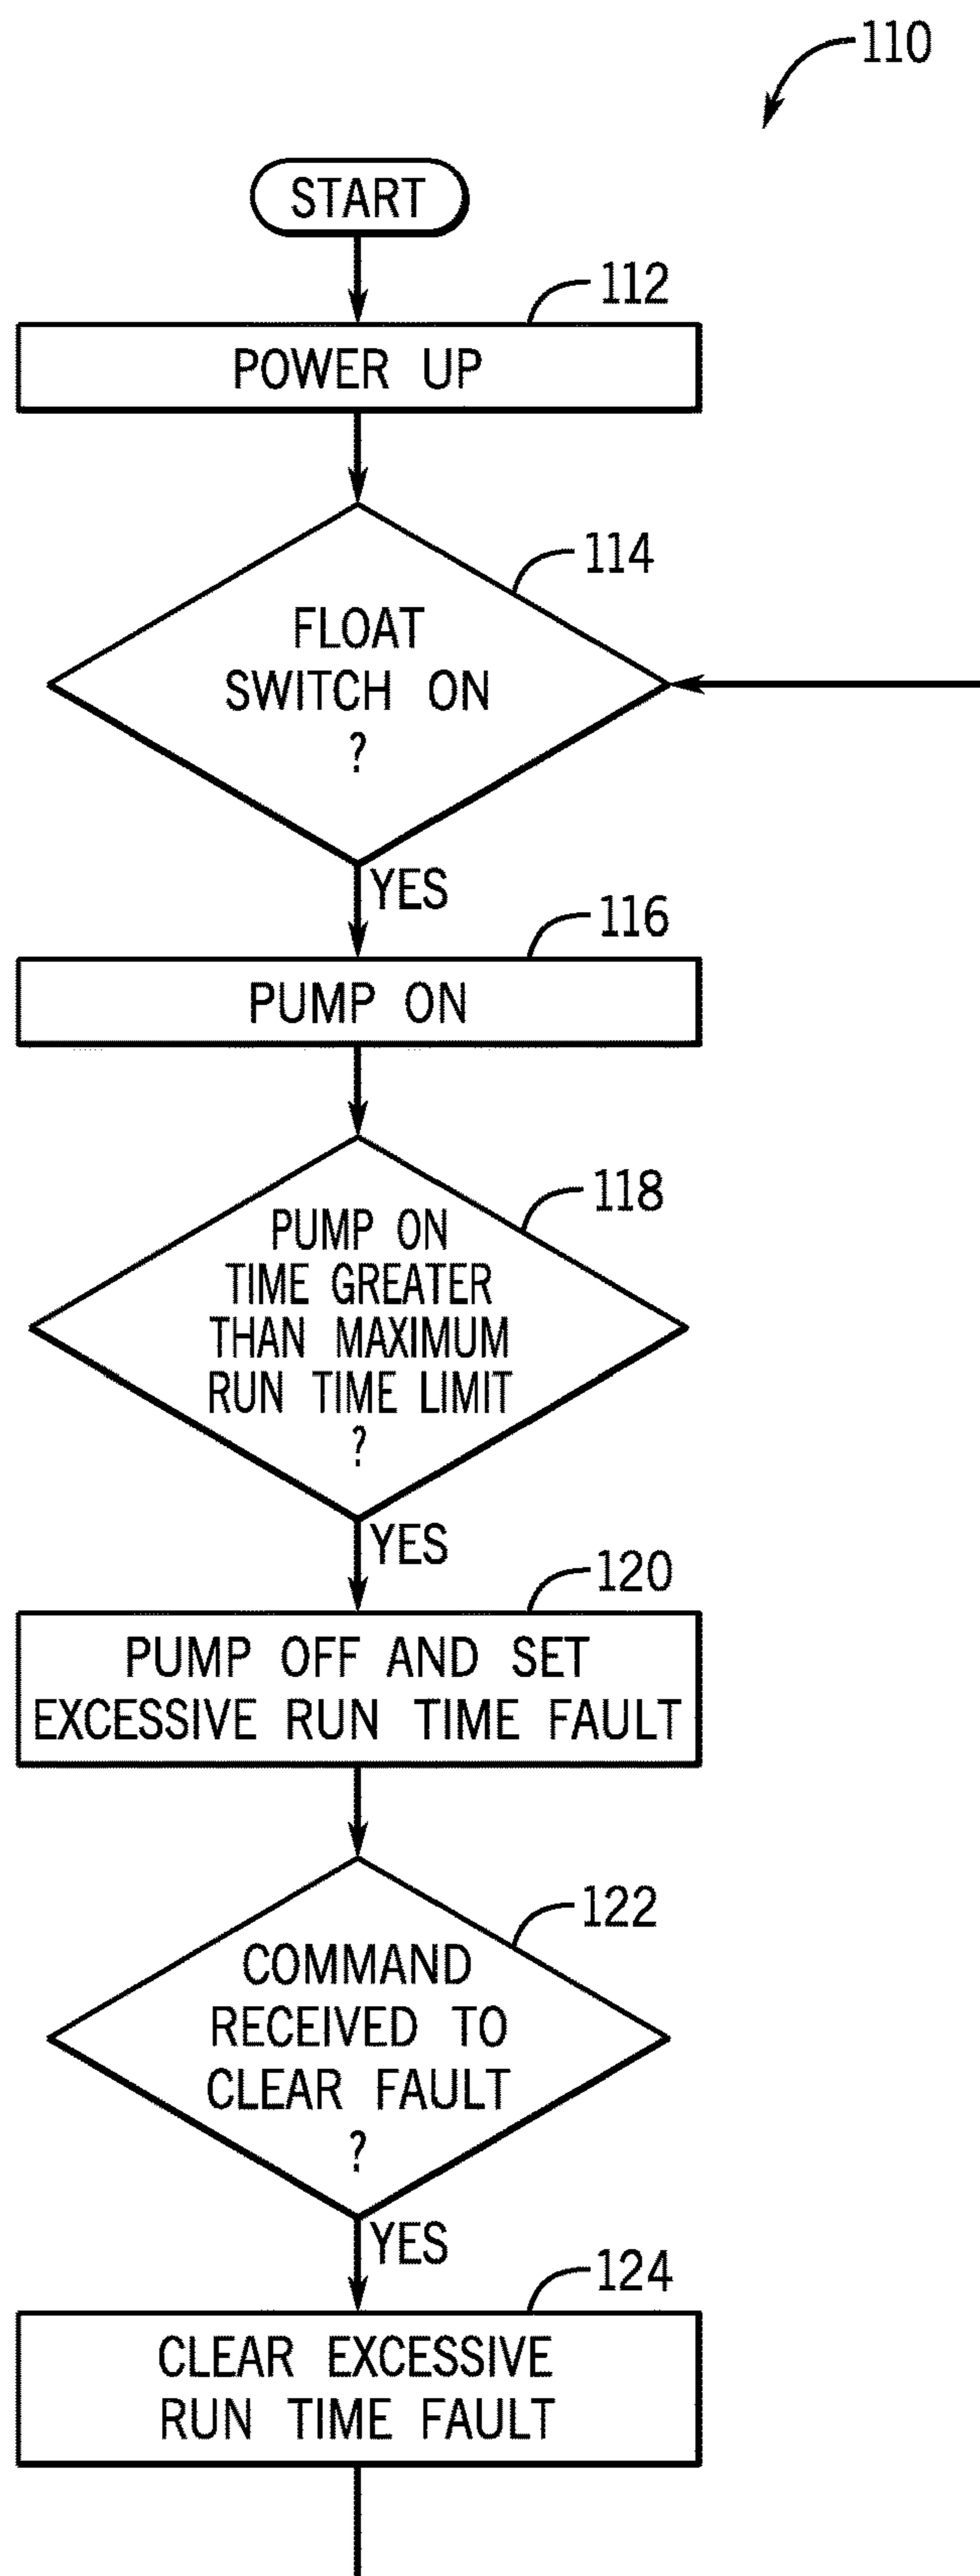 110
START
112
POWER UP
114
FLOAT
SWITCH ON
?
YES
116
PUMP ON
118
PUMP ON
TIME GREATER
THAN MAXIMUM
RUN TIME LIMIT
?
YES
120
PUMP OFF AND SET
EXCESSIVE RUN TIME FAULT
122
COMMAND
RECEIVED TO
CLEAR FAULT
?
YES
124
CLEAR EXCESSIVE
RUN TIME FAULT